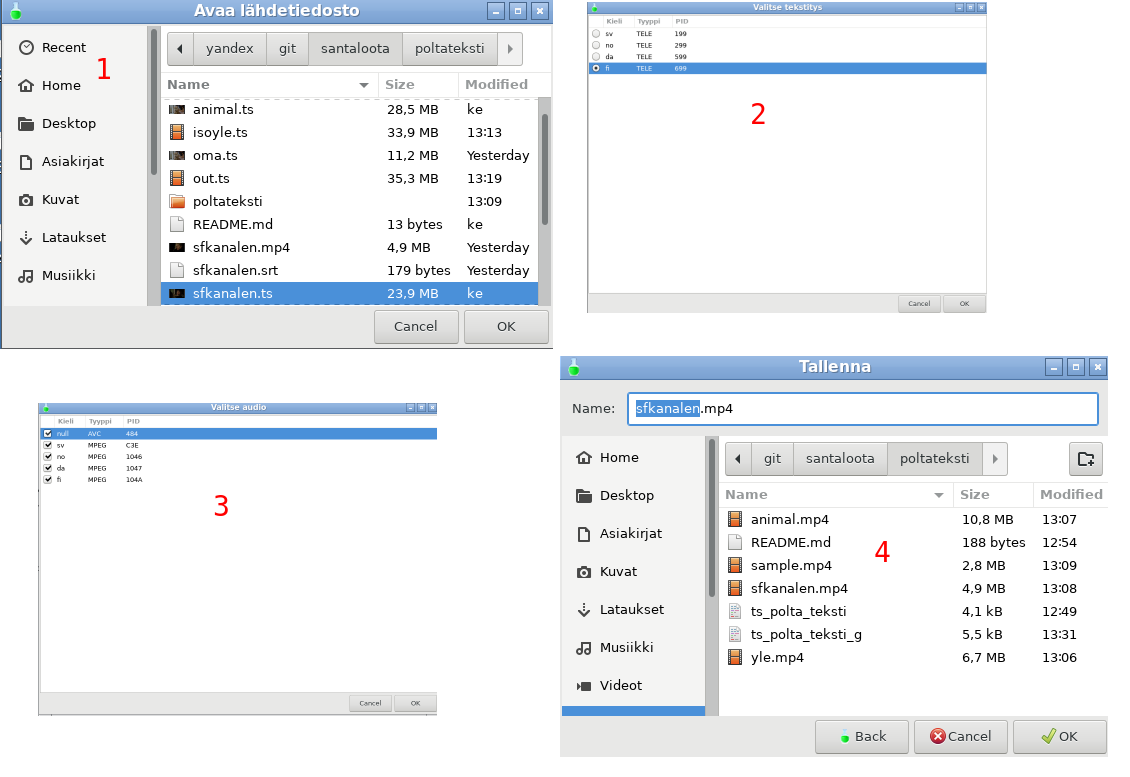 Avaa lähdetiedosto
Recent
Home
Desktop
Asiakirjat
Kuvat
Lataukset
Musiikki
1
yandex git santaloota poltateksti
Name Size Modified
animal.ts 28,5 MB ke
isoyle.ts 33,9 MB 13:13
oma.ts 11,2 MB Yesterday
out.ts 35,3 MB 13:19
poltateksti 13:09
README.md 13 bytes ke
sfkanalen.mp4 4,9 MB Yesterday
sfkanalen.srt 179 bytes Yesterday
sfkanalen.ts 23,9 MB ke
Cancel OK
Valitse tekstitys
Kieli Tyyppi PID
sv TELE 199
no TELE 299
da TELE 599
fi TELE 699
2
Cancel OK
Valitse audio
Kieli Tyyppi PID
null AVC 484
sv MPEG C3E
no MPEG 1046
da MPEG 1047
fi MPEG 104A
3
Cancel OK
Tallenna
Name: sfkanalen.mp4
Home
Desktop
Asiakirjat
Kuvat
Lataukset
Musiikki
Videot
git santaloota poltateksti
Name Size Modified
animal.mp4 10,8 MB 13:07
README.md 188 bytes 12:54
sample.mp4 2,8 MB 13:09
sfkanalen.mp4 4,9 MB 13:08
ts_polta_teksti 4,1 kB 12:49
ts_polta_teksti_g 5,5 kB 13:31
yle.mp4 6,7 MB 13:06
4
Back Cancel OK